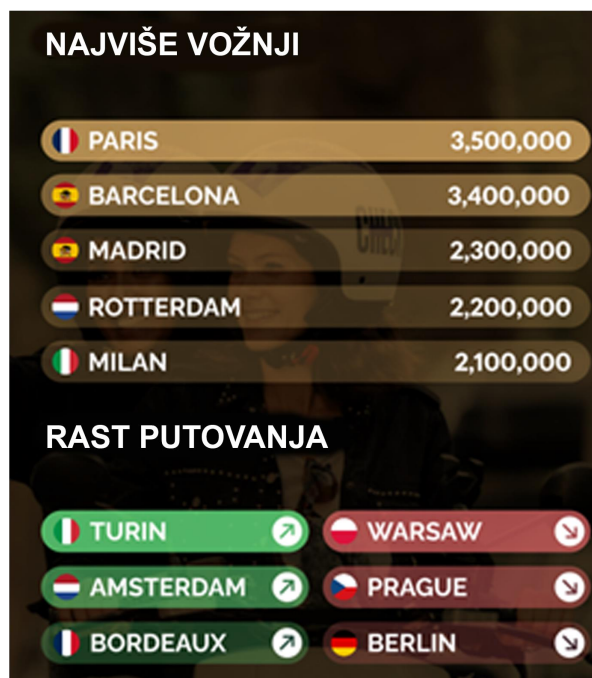 NAJVIŠE VOŽNJI
PARIS 3,500,000
BARCELONA 3,400,000
MADRID 2,300,000
ROTTERDAM 2,200,000
MILAN 2,100,000
RAST PUTOVANJA
TURIN WARSAW
AMSTERDAM PRAGUE
BORDEAUX BERLIN